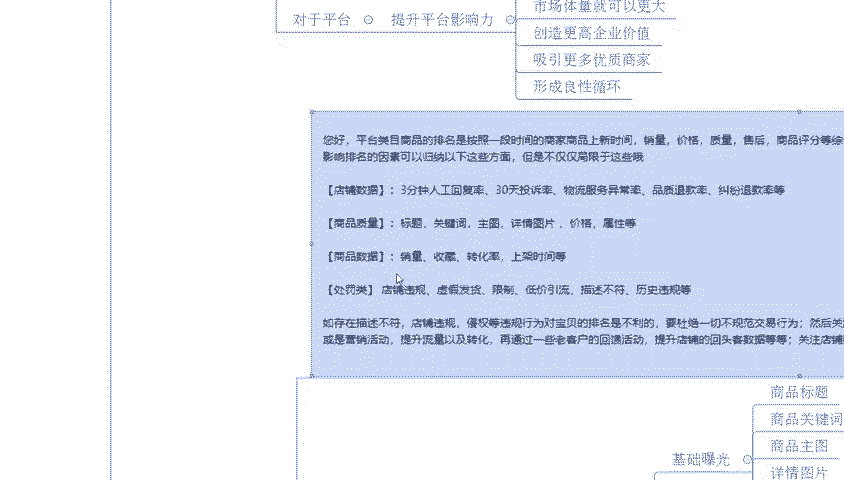 市场体量就可以更大
对于平台 提升平台影响力
创造更高企业价值
吸引更多优质商家
形成良性循环
您好，平台类目商品的排名是按照一段时间的商家商品上新时间，销量，价格，质量，售后，商品评分等综
影响排名的因素可以归纳以下这些方面，但是不仅仅局限于这些哦
【店铺数据】：3分钟人工回复率、30天投诉率、物流服务异常率、品质退款率、纠纷退款率等
【商品质量】：标题，关键词，主图，详情图片，价格，属性等
【商品数据】：销量、收藏、转化率，上架时间等
【处罚类】 店铺违规、虚假发货、限制、低价引流、描述不符、历史违规等
如存在描述不符，店铺违规，侵权等违规行为对宝贝的排名是不利的，要杜绝一切不规范交易行为；然后关
或是营销活动，提升流量以及转化，再通过一些老客户的回馈活动，提升店铺的回头客数据等等；关注店铺
商品标题
商品关键词
商品主图
基础曝光
详情图片